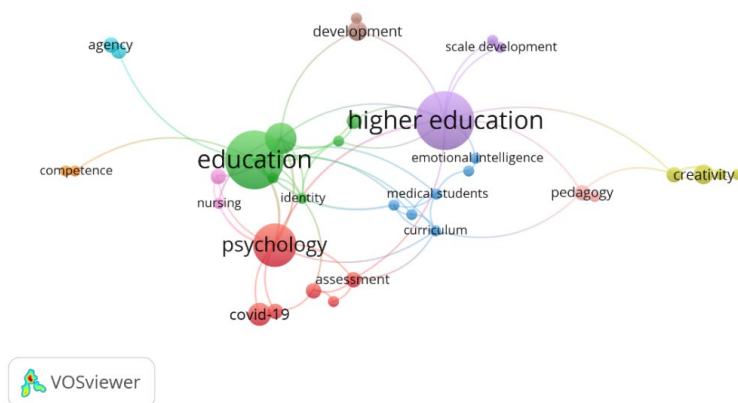 development
agency
scale development
higher education
education
emotional intelligence
competence
creativity
medical students
pedagogy
identity
nursing
curriculum
psychology
assessment
covid-19
VOSviewer